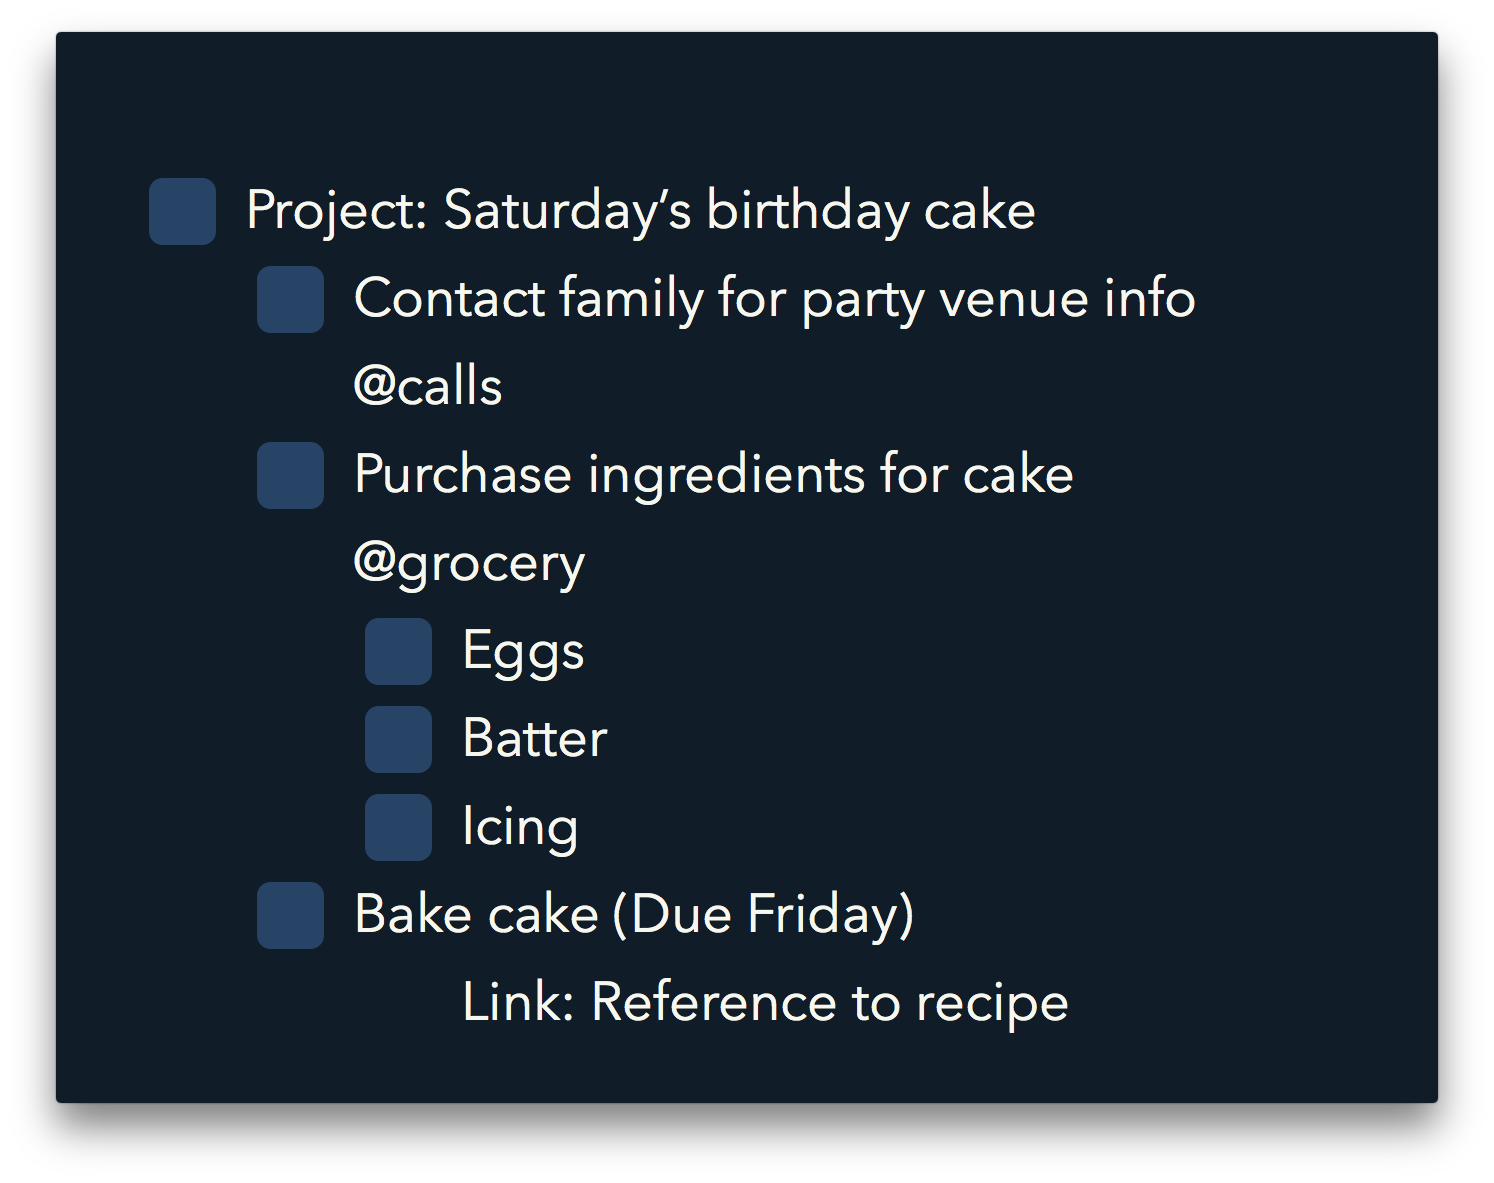 Project: Saturday’s birthday cake
Contact family for party venue info
@calls
Purchase ingredients for cake
@grocery
Eggs
Batter
Icing
Bake cake (Due Friday)
Link: Reference to recipe